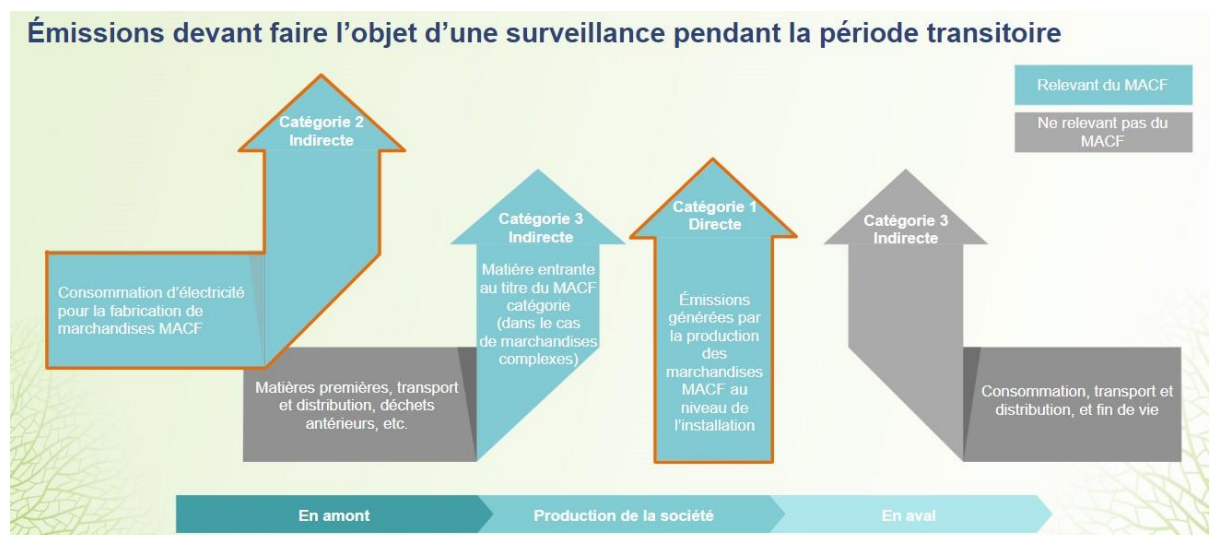 Émissions devant faire l'objet d'une surveillance pendant la période transitoire
Relevant du MACF
Ne relevant pas du
MACF
Catégorie 2
Indirecte
Consommation d'électricité
pour la fabrication de
marchandises MACF
Matières premières, transport
et distribution, déchets
antérieurs, etc.
Catégorie 3
Indirecte
Matière entrante
au titre du MACF
catégorie
(dans le cas
de marchandises
complexes)
Catégorie 1
Directe
Émissions
générées par
la production
des
marchandises
MACF au
niveau de
l'installation
Catégorie 3
Indirecte
Consommation, transport et
distribution, et fin de vie
En amont
Production de la société
En aval